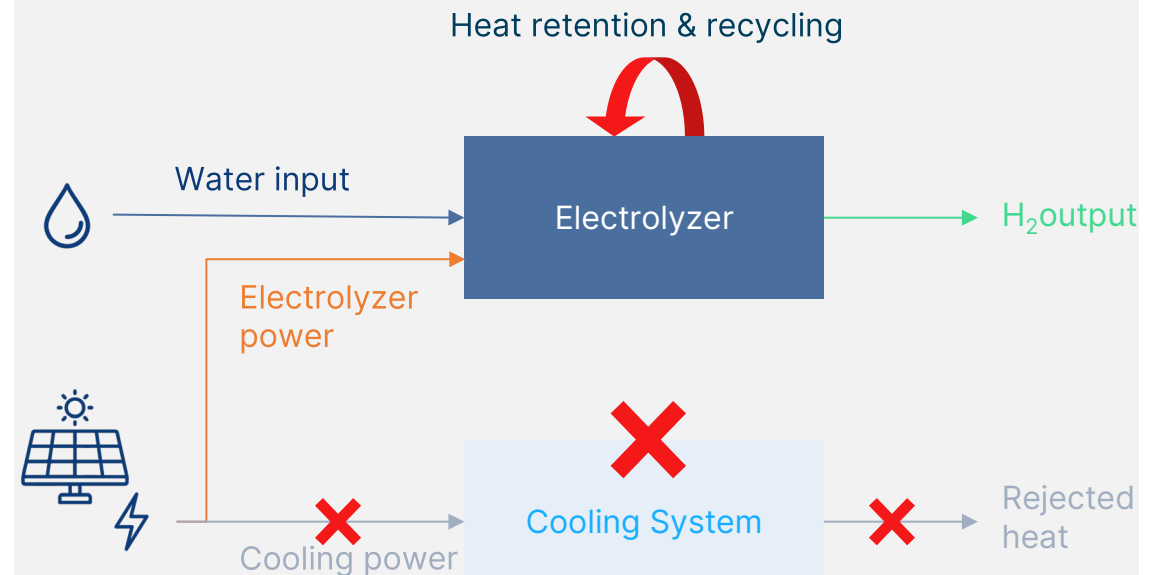 Heat retention & recycling
Water input
Electrolyzer
H₂output
Electrolyzer
power
Cooling System
Rejected
heat
Cooling power